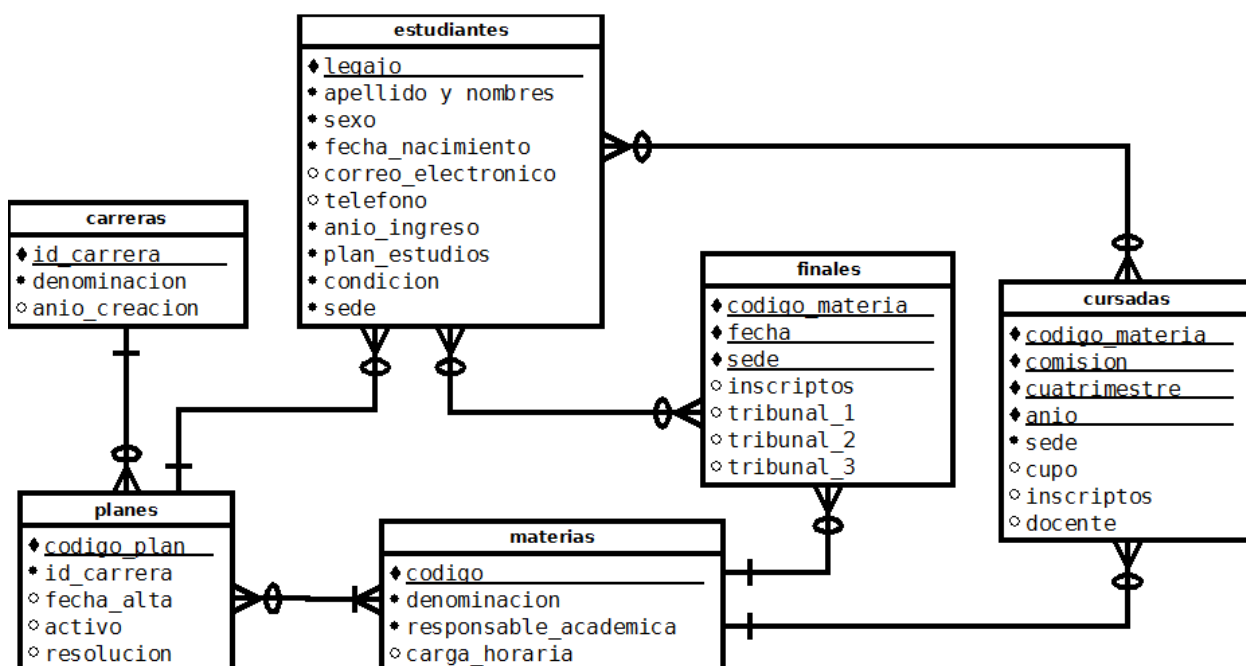 estudiantes
legajo
apellido y nombres
sexo
fecha_nacimiento
correo_electronico
telefono
anio_ingreso
plan_estudios
condicion
sede
carreras
id_carrera
denominacion
anio_creacion
finales
codigo_materia
fecha
sede
inscriptos
tribunal_1
tribunal_2
tribunal_3
cursadas
codigo_materia
comision
cuatrimestre
anio
sede
cupo
inscriptos
docente
planes
codigo_plan
id_carrera
fecha_alta
activo
resolucion
materias
codigo
denominacion
responsable_academica
carga_horaria